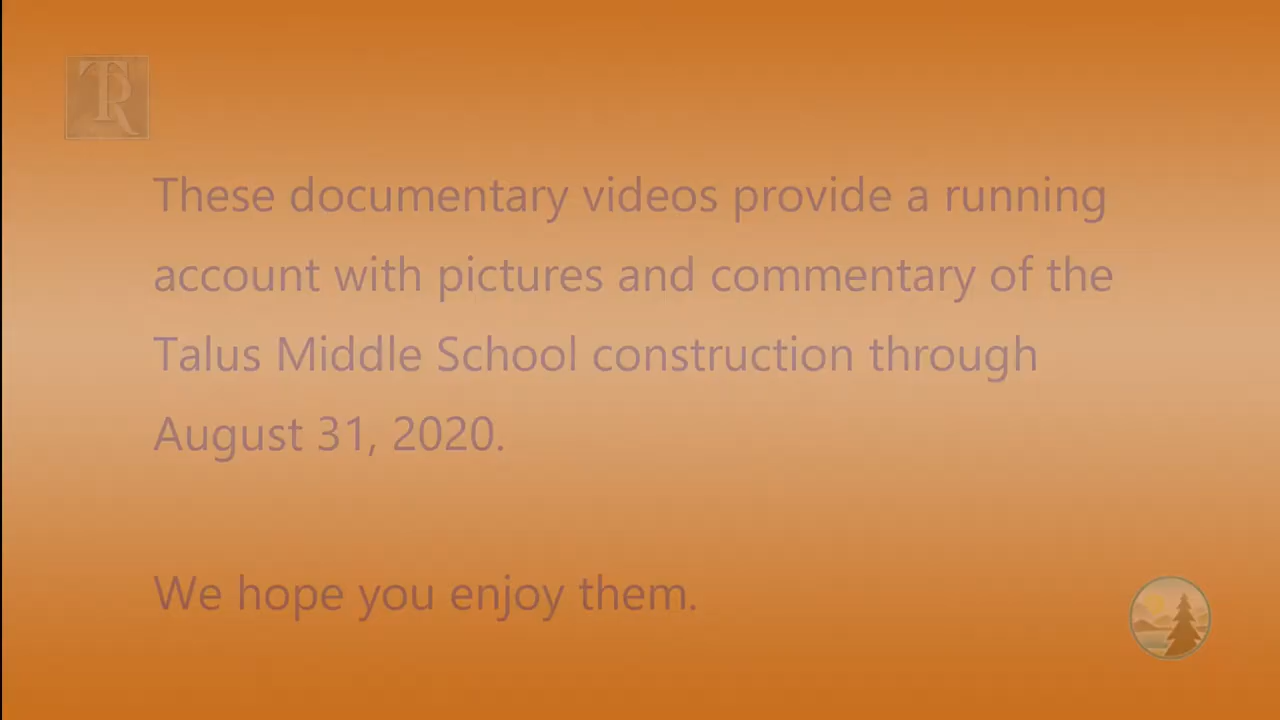 TR
These documentary videos provide a running
account with pictures and commentary of the
Talus Middle School construction through
August 31, 2020.
We hope you enjoy them.